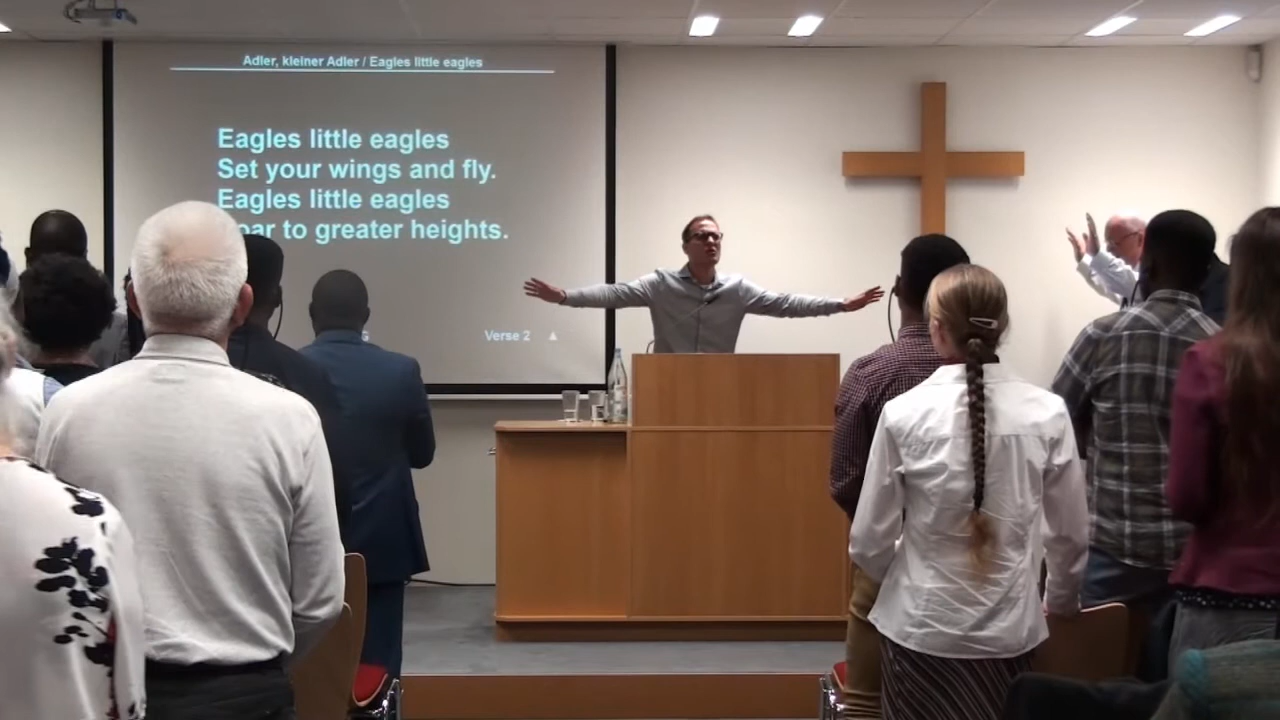 Adler, kleiner Adler / Eagles little eagles
Eagles little eagles
Set your wings and fly.
Eagles little eagles
oar to greater heights.
Verse 2